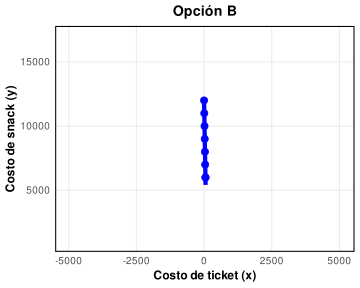 Opción B
Costo de snack (y)
15000
10000
5000
-5000 -2500 0 2500 5000
Costo de ticket (x)